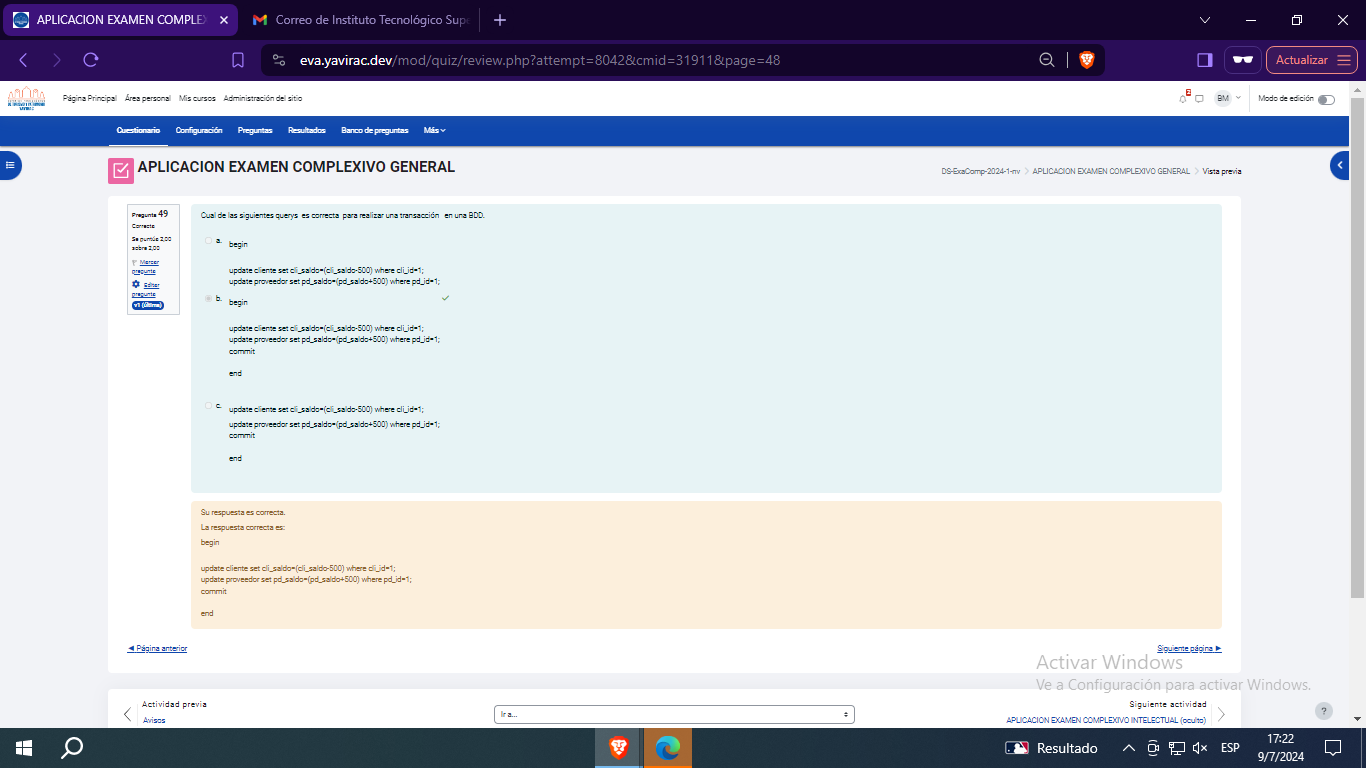 APLICACION EXAMEN COMPLEX
Correo de Instituto Tecnológico Supe
eva.yavirac.dev/mod/quiz/review.php?attempt=8042&cmid=31911&page=48
Actualizar
Página Principal Área personal Mis cursos Administración del sitio
2
BM
Modo de edición
Cuestionario Configuración Preguntas Resultados Banco de preguntas Más
APLICACION EXAMEN COMPLEXIVO GENERAL
DS-ExaComp-2024-1-nv > APLICACION EXAMEN COMPLEXIVO GENERAL > Vista previa
Pregunta 49
Correcta
Se puntúa 2,00
sobre 2,00
Marcar
pregunta
Editar
pregunta
v1 (última)
Cual de las siguientes querys es correcta para realizar una transacción en una BDD.
a.
begin
update cliente set cli_saldo=(cli_saldo-500) where cli_id=1;
update proveedor set pd_saldo=(pd_saldo+500) where pd_id=1;
b.
begin
update cliente set cli_saldo=(cli_saldo-500) where cli_id=1;
update proveedor set pd_saldo=(pd_saldo+500) where pd_id=1;
commit
end
c.
update cliente set cli_saldo=(cli_saldo-500) where cli_id=1;
update proveedor set pd_saldo=(pd_saldo+500) where pd_id=1;
commit
end
Su respuesta es correcta.
La respuesta correcta es:
begin
update cliente set cli_saldo=(cli_saldo-500) where cli_id=1;
update proveedor set pd_saldo=(pd_saldo+500) where pd_id=1;
commit
end
◄ Página anterior
Siguiente página ►
Activar Windows
Ve a Configuración para activar Windows.
Actividad previa
Avisos
Ir a...
Siguiente actividad
APLICACION EXAMEN COMPLEXIVO INTELECTUAL (oculto)
?
Resultado
ESP
17:22
9/7/2024